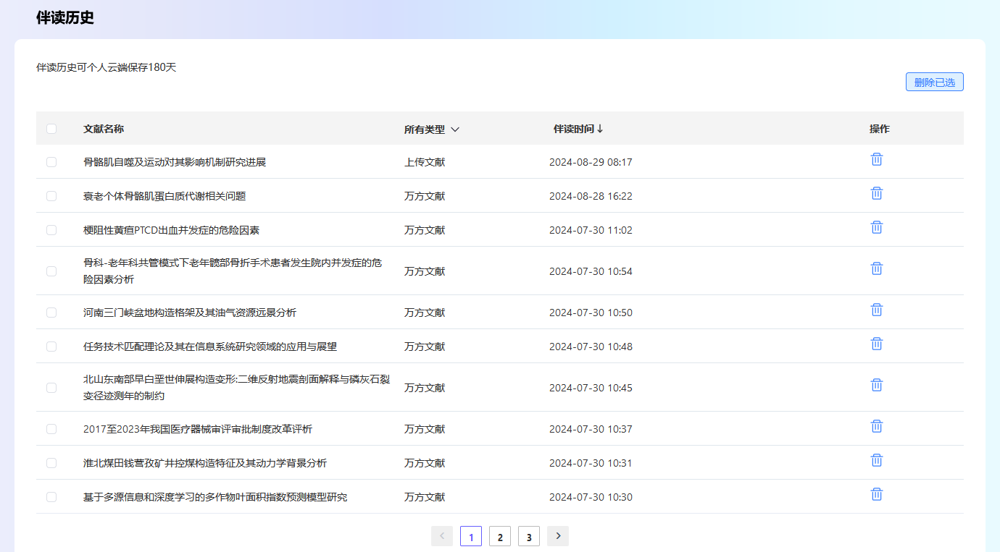 伴读历史
伴读历史可个人云端保存180天
删除已选
文献名称 所有类型 伴读时间↓ 操作
骨骼肌自噬及运动对其影响机制研究进展 上传文献 2024-08-29 08:17
衰老个体骨骼肌蛋白质代谢相关问题 万方文献 2024-08-28 16:22
梗阻性黄疸PTCD出血并发症的危险因素 万方文献 2024-07-30 11:02
骨科-老年科共管模式下老年髋部骨折手术患者发生院内并发症的危
险因素分析 万方文献 2024-07-30 10:54
河南三门峡盆地构造格架及其油气资源远景分析 万方文献 2024-07-30 10:50
任务技术匹配理论及其在信息系统研究领域的应用与展望 万方文献 2024-07-30 10:48
北山东南部早白垩世伸展构造变形:二维反射地震剖面解释与磷灰石裂
变径迹测年的制约 万方文献 2024-07-30 10:45
2017至2023年我国医疗器械审评审批制度改革评析 万方文献 2024-07-30 10:37
淮北煤田钱营孜矿井控煤构造特征及其动力学背景分析 万方文献 2024-07-30 10:31
基于多源信息和深度学习的多作物叶面积指数预测模型研究 万方文献 2024-07-30 10:30
1 2 3